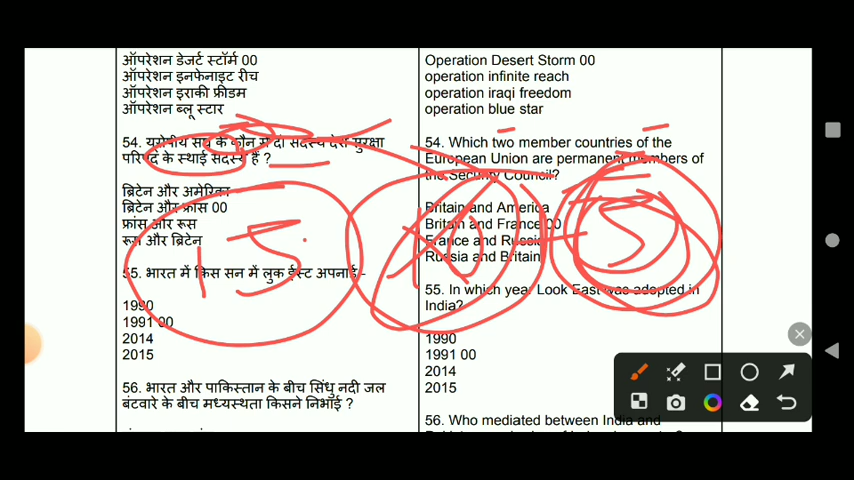 ऑपरेशन डेजर्ट स्टॉर्म 00
ऑपरेशन इनफेनाइट रीच
ऑपरेशन इराकी फ्रीडम
ऑपरेशन ब्लू स्टार
54. यूरोपीय संघ के कौन से दो सदस्य देश सुरक्षा
परिषद के स्थाई सदस्य हैं ?
ब्रिटेन और अमेरिका
ब्रिटेन और फ्रांस 00
फ्रांस और रूस
रूस और ब्रिटेन
55. भारत में किस सन में लुक ईस्ट अपनाई -
1990
1991 00
2014
2015
56. भारत और पाकिस्तान के बीच सिंधु नदी जल
बंटवारे के बीच मध्यस्थता किसने निभाई ?
Operation Desert Storm 00
operation infinite reach
operation iraqi freedom
operation blue star
54. Which two member countries of the
European Union are permanent members of
the Security Council?
Britain and America
Britain and France 00
France and Russia
Russia and Britain
55. In which year Look East was adopted in
India?
1990
1991 00
2014
2015
56. Who mediated between India and
15
10
5